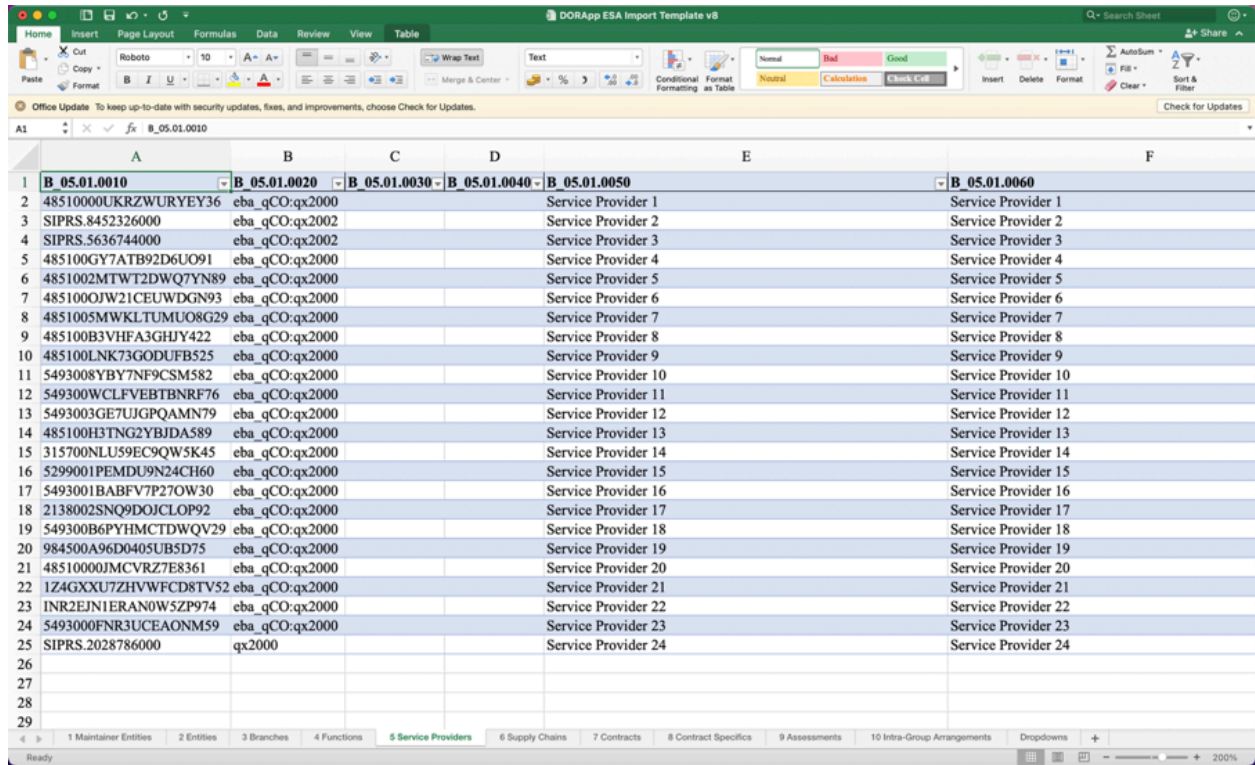 DORApp ESA Import Template v8
Search Sheet
Home Insert Page Layout Formulas Data Review View Table
Share
Paste
Cut
Copy
Format
Roboto 10 A A
B I U A
Wrap Text
Merge & Center
Text
%
Conditional Formatting
Format as Table
Normal Bad Good
Neutral Calculation Check Cell
Insert Delete Format
AutoSum
Fill
Clear
Sort & Filter
Office Update To keep up-to-date with security updates, fixes, and improvements, choose Check for Updates.
Check for Updates
A1 fx B_05.01.0010
A B C D E F
1 B_05.01.0010 B_05.01.0020 B_05.01.0030 B_05.01.0040 B_05.01.0050 B_05.01.0060
2 48510000UKRZWURYEY36 eba_qCO:qx2000 Service Provider 1 Service Provider 1
3 SIPRS.8452326000 eba_qCO:qx2002 Service Provider 2 Service Provider 2
4 SIPRS.5636744000 eba_qCO:qx2002 Service Provider 3 Service Provider 3
5 485100GY7ATB92D6UO91 eba_qCO:qx2000 Service Provider 4 Service Provider 4
6 4851002MTWT2DWQ7YN89 eba_qCO:qx2000 Service Provider 5 Service Provider 5
7 485100OJW21CEUWDGN93 eba_qCO:qx2000 Service Provider 6 Service Provider 6
8 4851005MWKLTUMUO8G29 eba_qCO:qx2000 Service Provider 7 Service Provider 7
9 485100B3VHFA3GHJY422 eba_qCO:qx2000 Service Provider 8 Service Provider 8
10 485100LNK73GODUFB525 eba_qCO:qx2000 Service Provider 9 Service Provider 9
11 5493008YBY7NF9CSM582 eba_qCO:qx2000 Service Provider 10 Service Provider 10
12 549300WCLFVEBTBNRF76 eba_qCO:qx2000 Service Provider 11 Service Provider 11
13 5493003GE7UJGPQAMN79 eba_qCO:qx2000 Service Provider 12 Service Provider 12
14 485100H3TNG2YBJDA589 eba_qCO:qx2000 Service Provider 13 Service Provider 13
15 315700NLU59EC9QW5K45 eba_qCO:qx2000 Service Provider 14 Service Provider 14
16 5299001PEMDU9N24CH60 eba_qCO:qx2000 Service Provider 15 Service Provider 15
17 5493001BABFV7P27OW30 eba_qCO:qx2000 Service Provider 16 Service Provider 16
18 2138002SNQ9DOJCLOP92 eba_qCO:qx2000 Service Provider 17 Service Provider 17
19 549300B6PYHMCTDWQV29 eba_qCO:qx2000 Service Provider 18 Service Provider 18
20 984500A96D0405UB5D75 eba_qCO:qx2000 Service Provider 19 Service Provider 19
21 48510000JMCVRZ7E8361 eba_qCO:qx2000 Service Provider 20 Service Provider 20
22 1Z4GXXU7ZHVWFCD8TV52 eba_qCO:qx2000 Service Provider 21 Service Provider 21
23 INR2EJN1ERAN0W5ZP974 eba_qCO:qx2000 Service Provider 22 Service Provider 22
24 5493000FNR3UCEAONM59 eba_qCO:qx2000 Service Provider 23 Service Provider 23
25 SIPRS.2028786000 qx2000 Service Provider 24 Service Provider 24
26
27
28
29
1 Maintainer Entities 2 Entities 3 Branches 4 Functions 5 Service Providers 6 Supply Chains 7 Contracts 8 Contract Specifics 9 Assessments 10 Intra-Group Arrangements Dropdowns +
Ready
200%